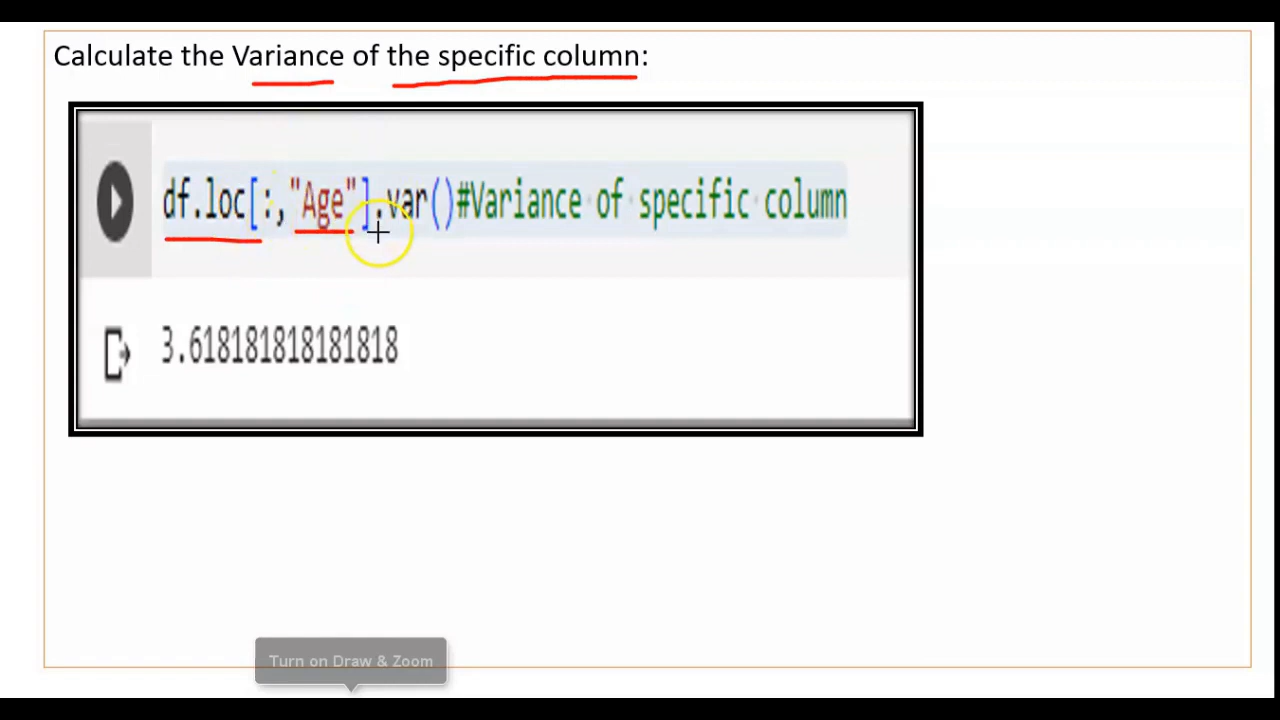 Calculate the Variance of the specific column:
df.loc[:,"Age"].var()#Variance of specific column
3.618181818181818
Turn on Draw & Zoom